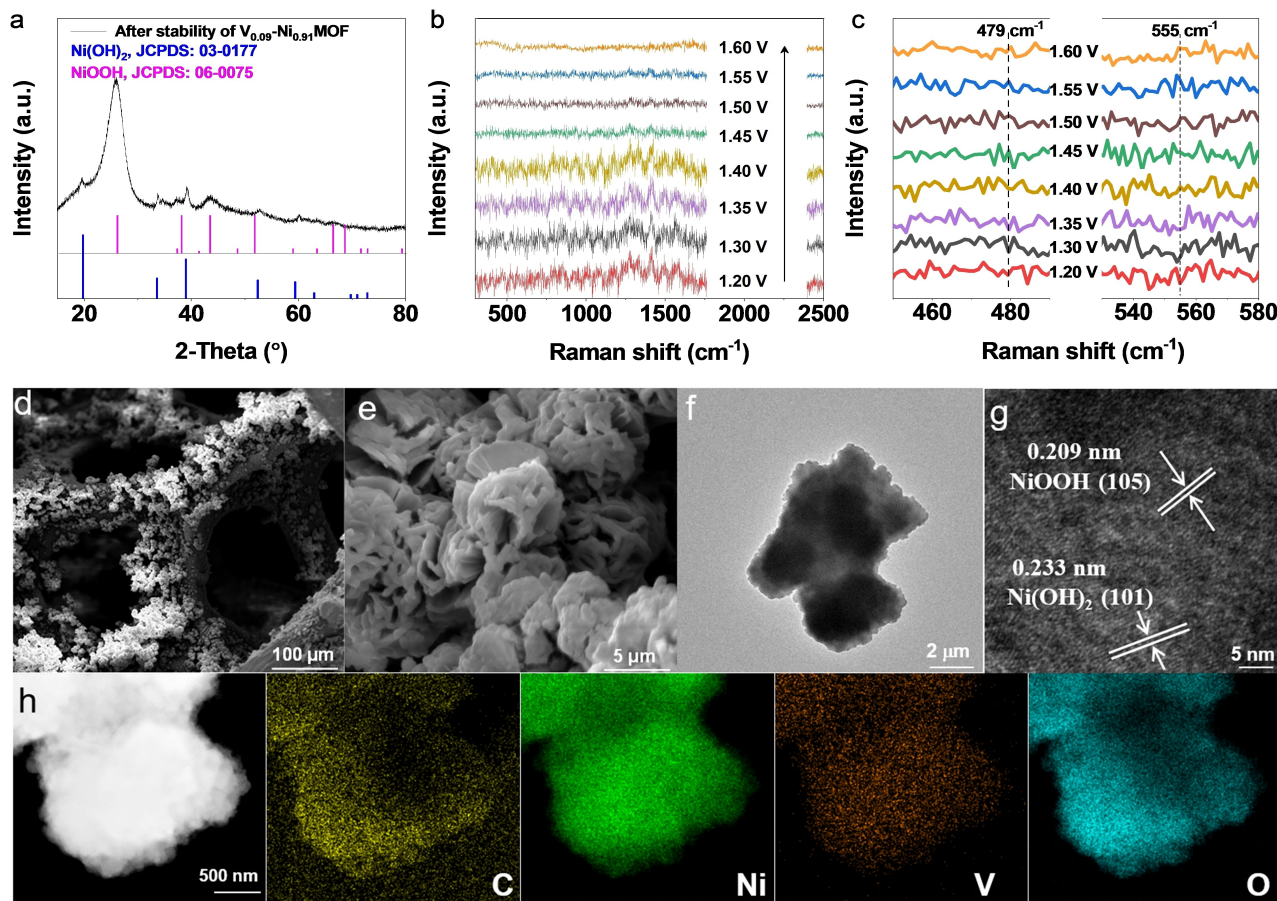 a
After stability of V0.09-Ni0.91MOF
Ni(OH)2, JCPDS: 03-0177
NiOOH, JCPDS: 06-0075
Intensity (a.u.)
20 40 60 80
2-Theta (°)
b
1.60 V
1.55 V
1.50 V
1.45 V
1.40 V
1.35 V
1.30 V
1.20 V
Intensity (a.u.)
500 1000 1500 2000 2500
Raman shift (cm-1)
c
479 cm-1 555 cm-1
1.60 V
1.55 V
1.50 V
1.45 V
1.40 V
1.35 V
1.30 V
1.20 V
Intensity (a.u.)
460 480 540 560 580
Raman shift (cm-1)
d
100 µm
e
5 µm
f
2 µm
g
0.209 nm
NiOOH (105)
0.233 nm
Ni(OH)2 (101)
5 nm
h
500 nm
C
Ni
V
O